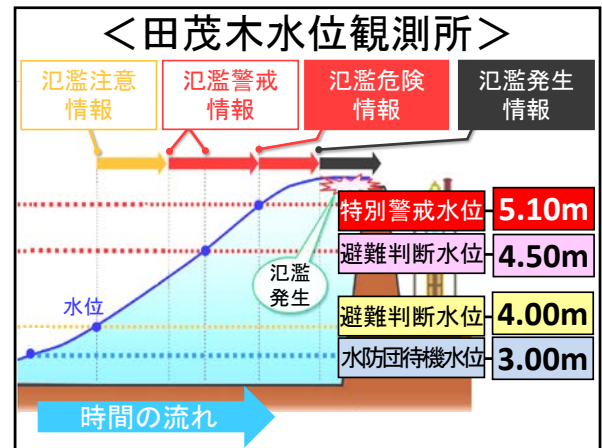 ＜田茂木水位観測所＞
氾濫注意
情報
氾濫警戒
情報
氾濫危険
情報
氾濫発生
情報
特別警戒水位
5.10m
避難判断水位
4.50m
氾濫
発生
水位
避難判断水位
4.00m
水防団待機水位
3.00m
時間の流れ